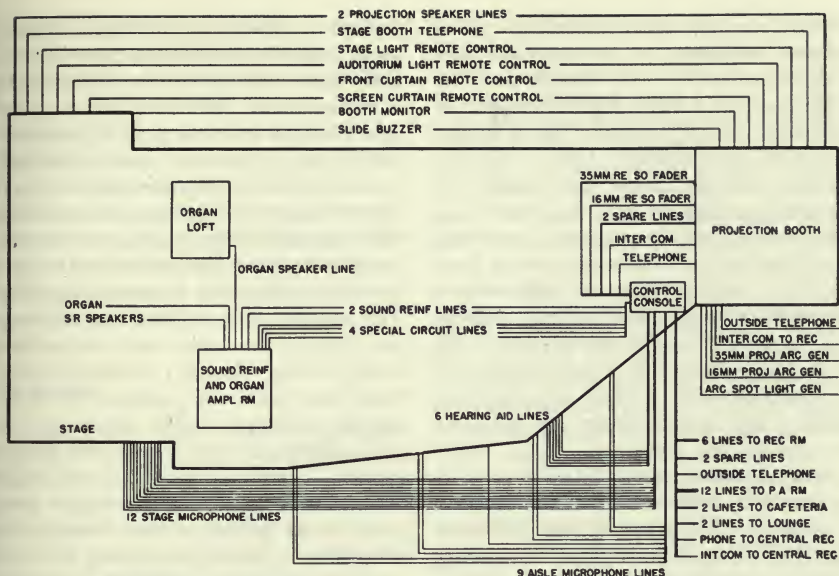 2 PROJECTION SPEAKER LINES
STAGE BOOTH TELEPHONE
STAGE LIGHT REMOTE CONTROL
AUDITORIUM LIGHT REMOTE CONTROL
FRONT CURTAIN REMOTE CONTROL
SCREEN CURTAIN REMOTE CONTROL
BOOTH MONITOR
SLIDE BUZZER
35MM RE SO FADER
16MM RE SO FADER
2 SPARE LINES
INTER COM
TELEPHONE
PROJECTION BOOTH
ORGAN
LOFT
ORGAN SPEAKER LINE
CONTROL
CONSOLE
ORGAN
SR SPEAKERS
2 SOUND REINF LINES
4 SPECIAL CIRCUIT LINES
SOUND REINF
AND ORGAN
AMPL RM
OUTSIDE TELEPHONE
INTER COM TO REC
35MM PROJ ARC GEN
16MM PROJ ARC GEN
ARC SPOT LIGHT GEN
STAGE
6 HEARING AID LINES
6 LINES TO REC RM
2 SPARE LINES
OUTSIDE TELEPHONE
12 LINES TO P A RM
2 LINES TO CAFETERIA
2 LINES TO LOUNGE
PHONE TO CENTRAL REC
INT COM TO CENTRAL REC
12 STAGE MICROPHONE LINES
9 AISLE MICROPHONE LINES